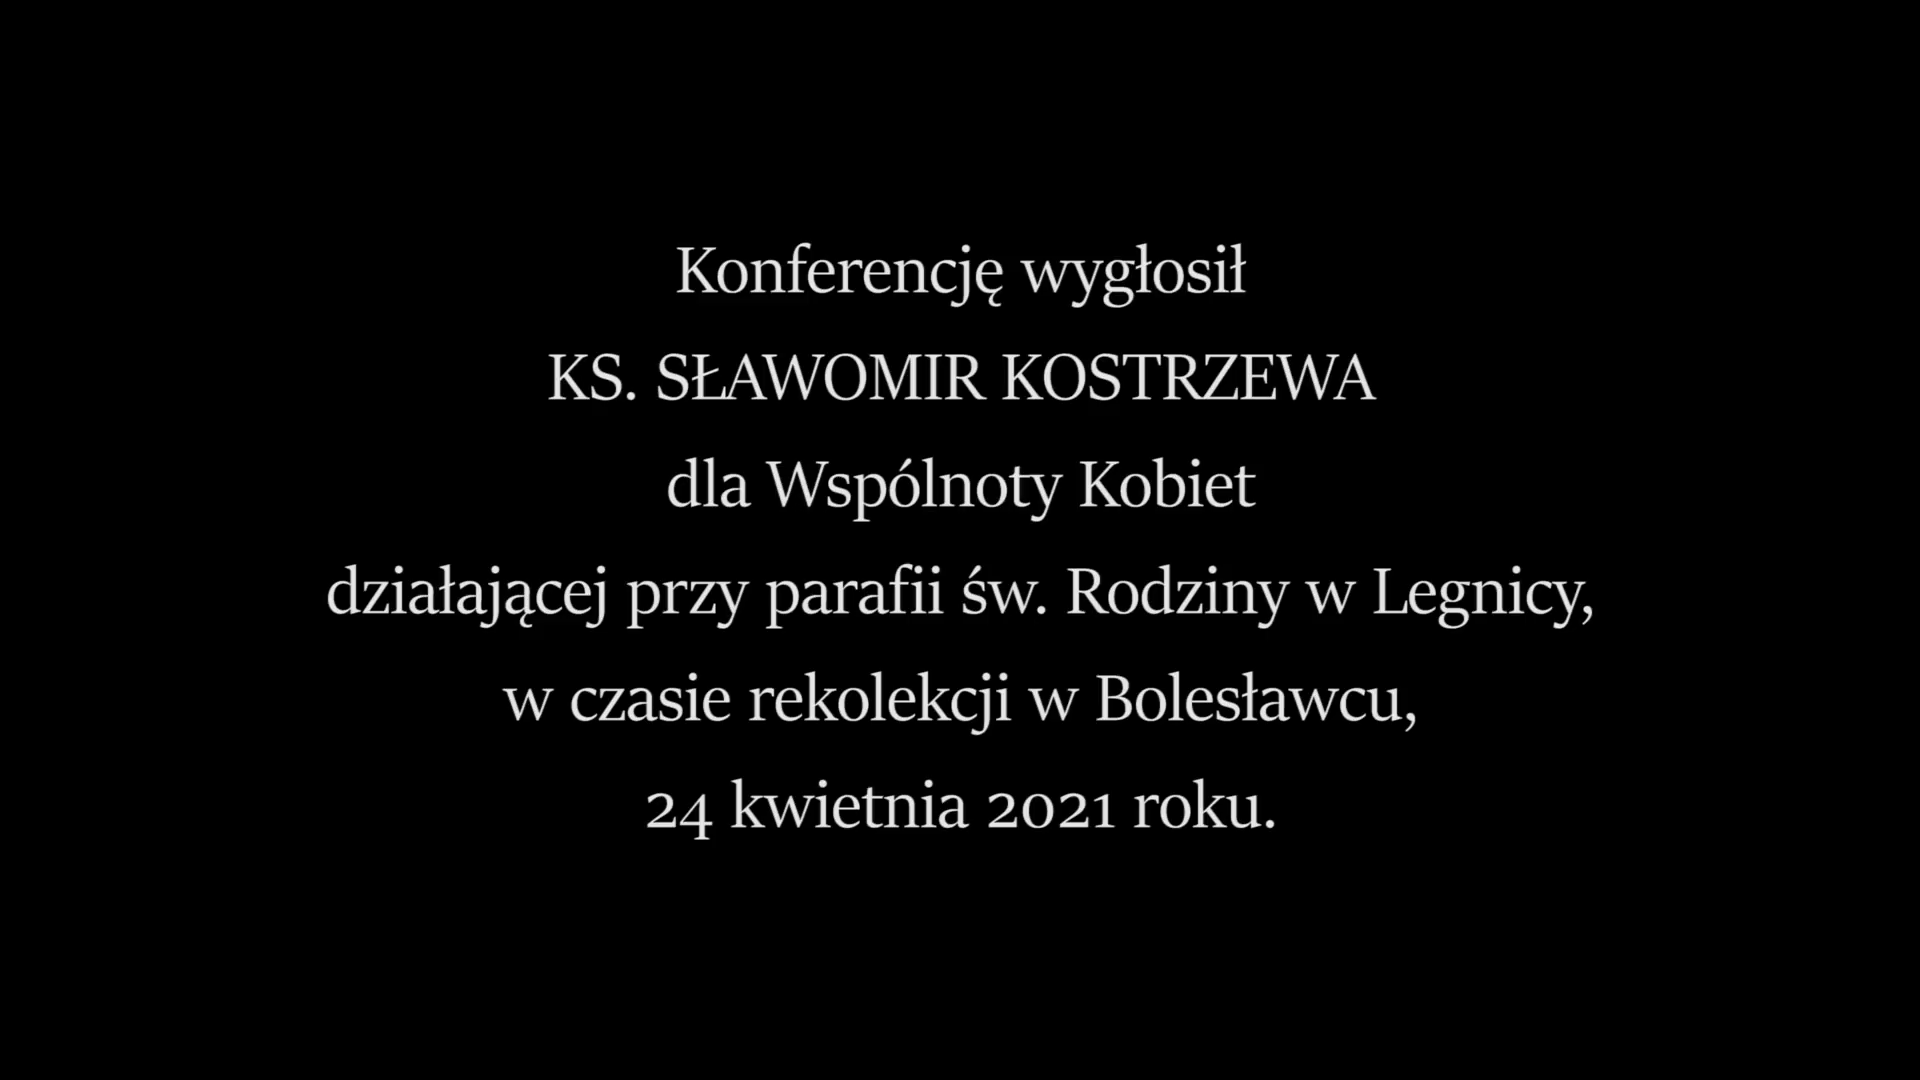 Konferencję wygłosił
KS. SŁAWOMIR KOSTRZEWA
dla Wspólnoty Kobiet
działającej przy parafii św. Rodziny w Legnicy,
w czasie rekolekcji w Bolesławcu,
24 kwietnia 2021 roku.